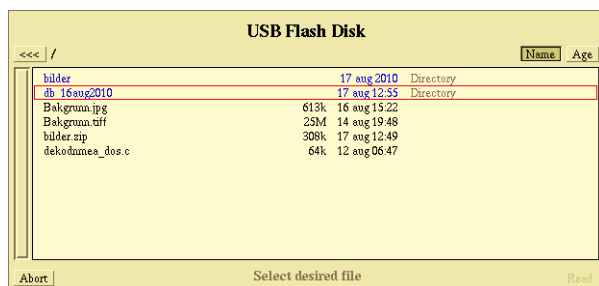 USB Flash Disk
<<< / Name Age
bilder 17 aug 2010 Directory
db_16aug2010 17 aug 12:55 Directory
Bakgrunn.jpg 613k 16 aug 15:22
Bakgrunn.tiff 25M 14 aug 19:48
bilder.zip 308k 17 aug 12:49
dekodnmea_dos.c 64k 12 aug 06:47
Abort Select desired file Read